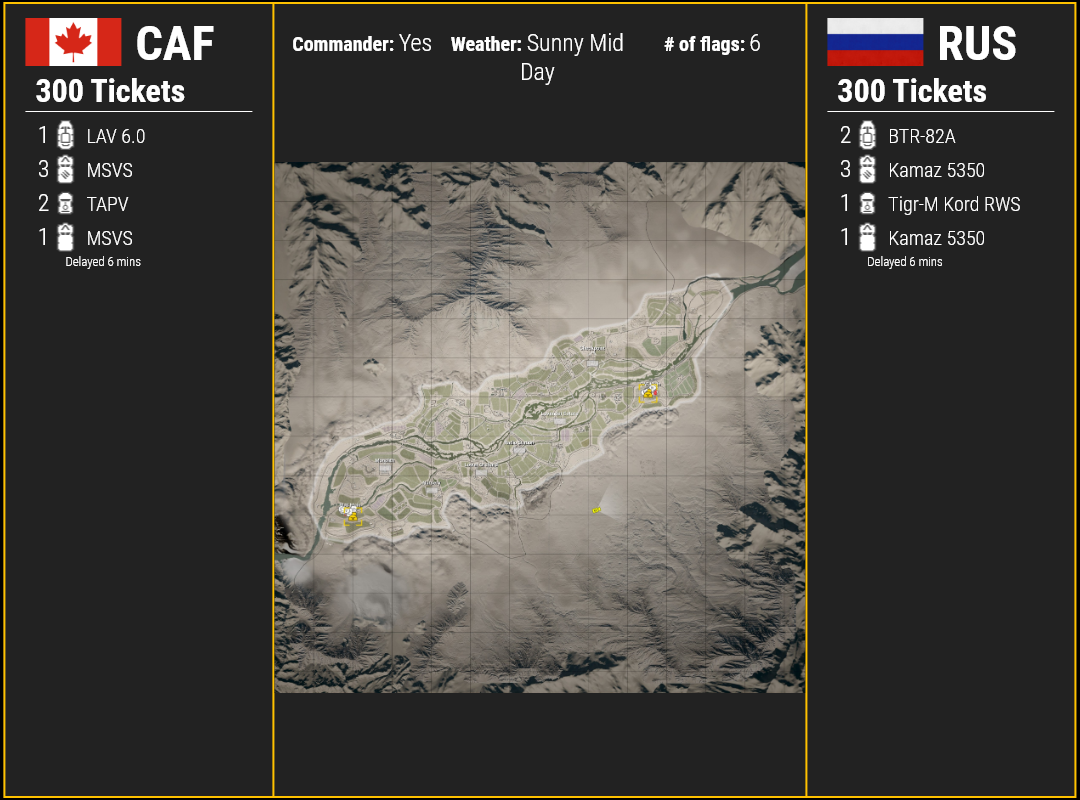 CAF
300 Tickets
1 LAV 6.0
3 MSVS
2 TAPV
1 MSVS
Delayed 6 mins
Commander: Yes Weather: Sunny Mid Day # of flags: 6
RUS
300 Tickets
2 BTR-82A
3 Kamaz 5350
1 Tigr-M Kord RWS
1 Kamaz 5350
Delayed 6 mins